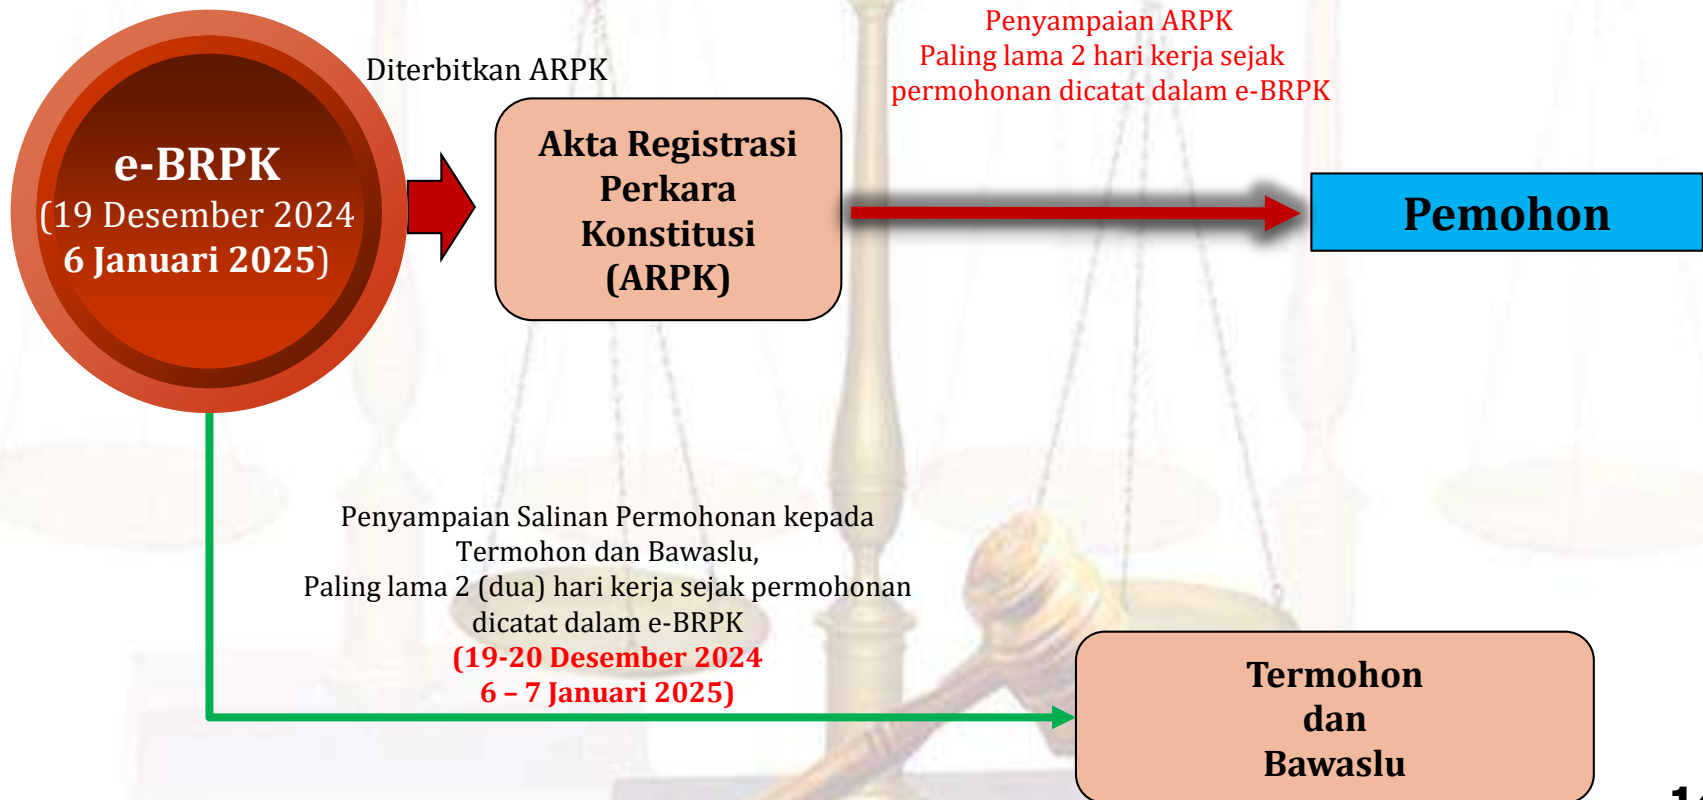 Diterbitkan ARPK
Penyampaian ARPK
Paling lama 2 hari kerja sejak
permohonan dicatat dalam e-BRPK
e-BRPK
(19 Desember 2024
6 Januari 2025)
Akta Registrasi
Perkara
Konstitusi
(ARPK)
Pemohon
Penyampaian Salinan Permohonan kepada
Termohon dan Bawaslu,
Paling lama 2 (dua) hari kerja sejak permohonan
dicatat dalam e-BRPK
(19-20 Desember 2024
6 – 7 Januari 2025)
Termohon
dan
Bawaslu